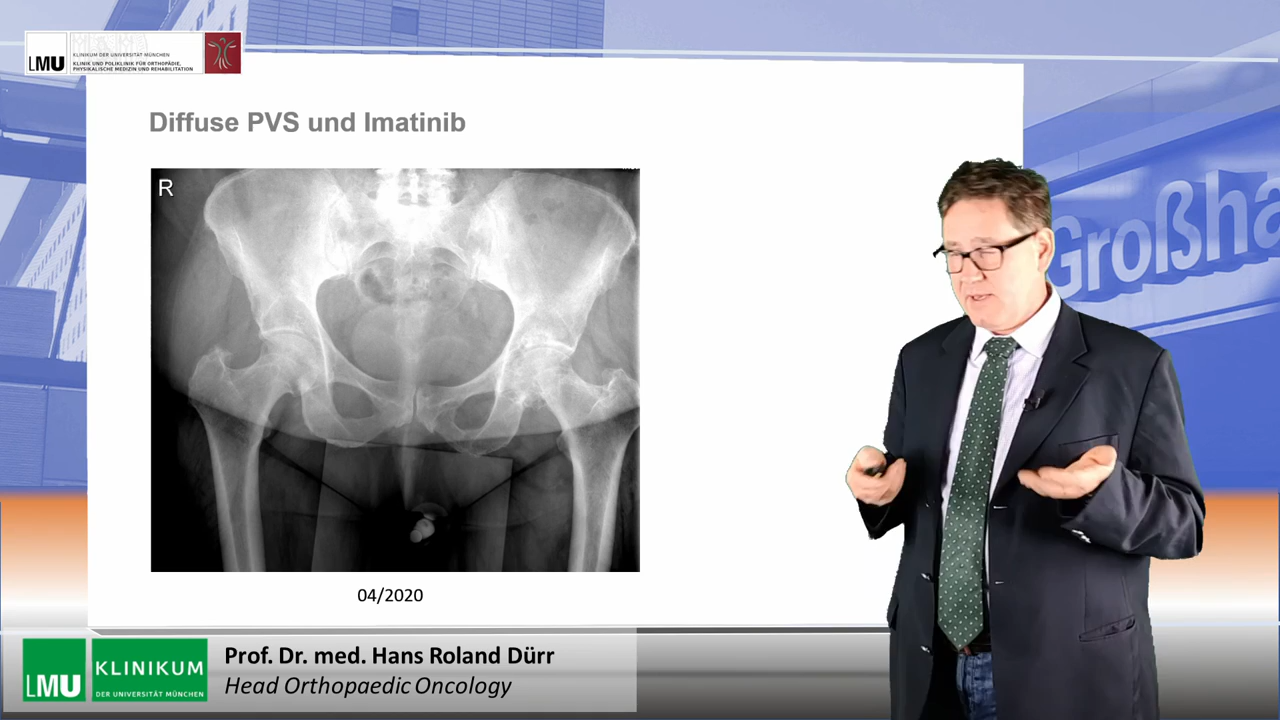 LMU
KLINIKUM DER UNIVERSITÄT MÜNCHEN
KLINIK UND POLIKLINIK FÜR ORTHOPÄDIE,
PHYSIKALISCHE MEDIZIN UND REHABILITATION
Diffuse PVS und Imatinib
R
Großha
04/2020
LMU
KLINIKUM
DER UNIVERSITÄT MÜNCHEN
Prof. Dr. med. Hans Roland Dürr
Head Orthopaedic Oncology